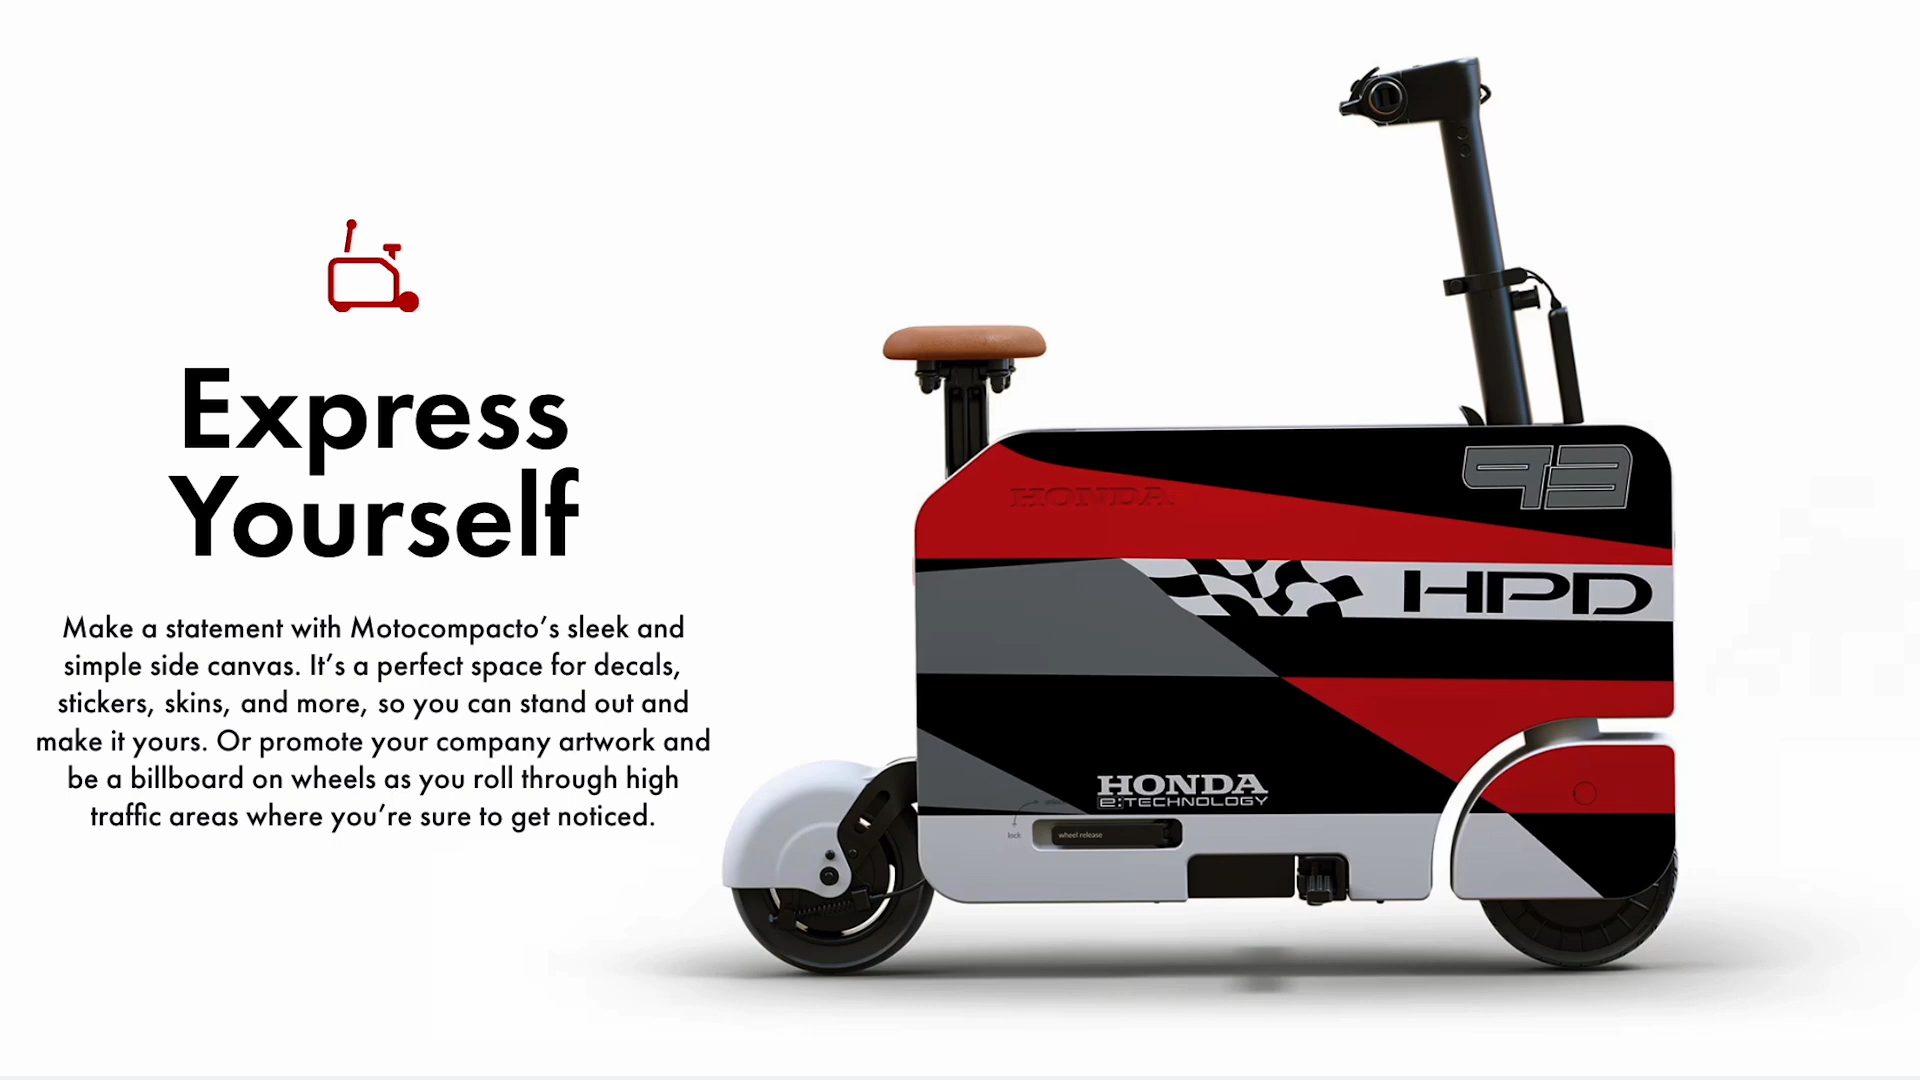 Express
Yourself
Make a statement with Motocompacto’s sleek and
simple side canvas. It’s a perfect space for decals,
stickers, skins, and more, so you can stand out and
make it yours. Or promote your company artwork and
be a billboard on wheels as you roll through high
traffic areas where you’re sure to get noticed.
93
HONDA
HPD
HONDA
e:TECHNOLOGY
lock
wheel release